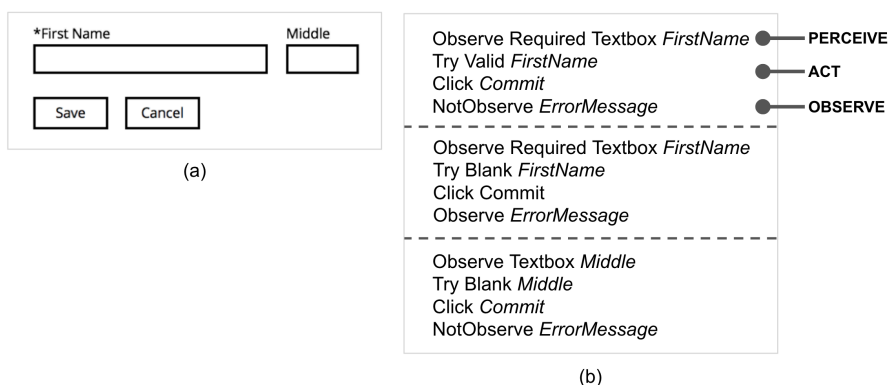 *First Name
Middle
Save
Cancel
(a)
Observe Required Textbox FirstName
PERCEIVE
Try Valid FirstName
ACT
Click Commit
NotObserve ErrorMessage
OBSERVE
Observe Required Textbox FirstName
Try Blank FirstName
Click Commit
Observe ErrorMessage
Observe Textbox Middle
Try Blank Middle
Click Commit
NotObserve ErrorMessage
(b)